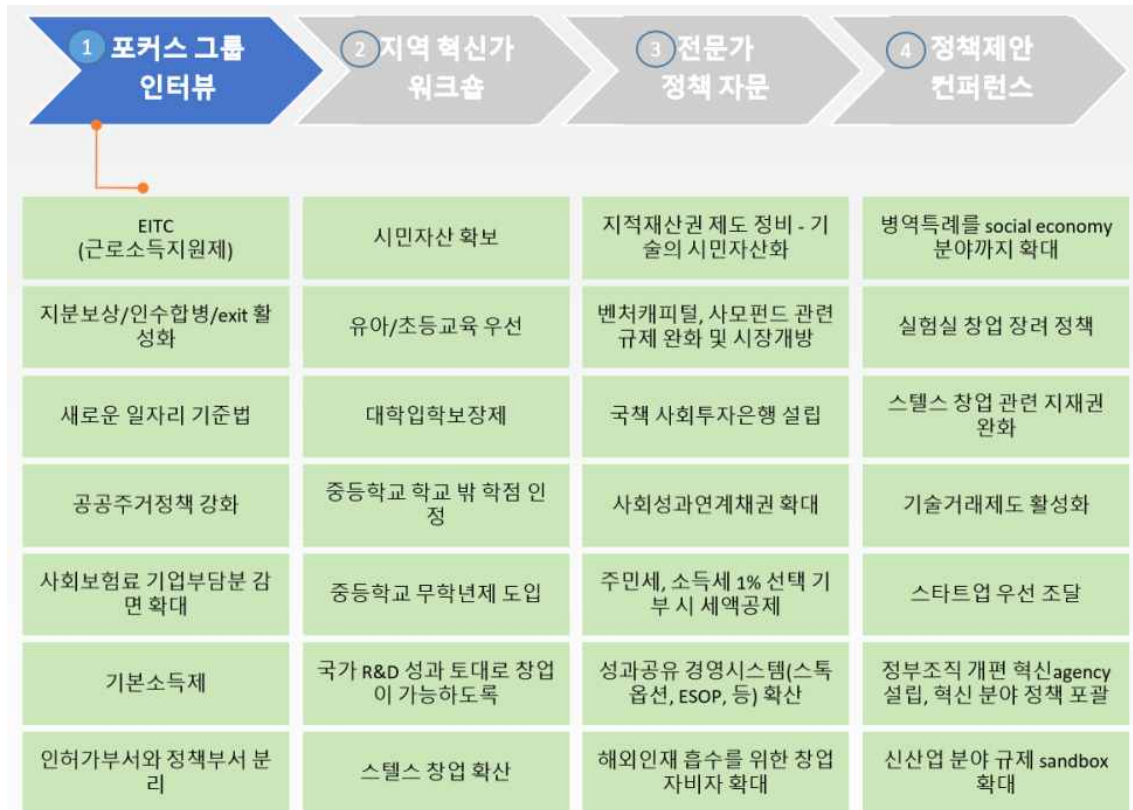 1 포커스 그룹
인터뷰
2 지역 혁신가
워크숍
3 전문가
정책 자문
4 정책제안
컨퍼런스
EITC
(근로소득지원제)
시민자산 확보
지적재산권 제도 정비 - 기
술의 시민자산화
병역특례를 social economy
분야까지 확대
지분보상/인수합병/exit 활
성화
유아/초등교육 우선
벤처캐피털, 사모펀드 관련
규제 완화 및 시장개방
실험실 창업 장려 정책
새로운 일자리 기준법
대학입학보장제
국책 사회투자은행 설립
스텔스 창업 관련 지재권
완화
공공주거정책 강화
중등학교 학교 밖 학점 인
정
사회성과연계채권 확대
기술거래제도 활성화
사회보험료 기업부담분 감
면 확대
중등학교 무학년제 도입
주민세, 소득세 1% 선택 기
부 시 세액공제
스타트업 우선 조달
기본소득제
국가 R&D 성과 토대로 창업
이 가능하도록
성과공유 경영시스템(스톡
옵션, ESOP, 등) 확산
정부조직 개편 혁신agency
설립, 혁신 분야 정책 포괄
인허가부서와 정책부서 분
리
스텔스 창업 확산
해외인재 흡수를 위한 창업
자비자 확대
신산업 분야 규제 sandbox
확대